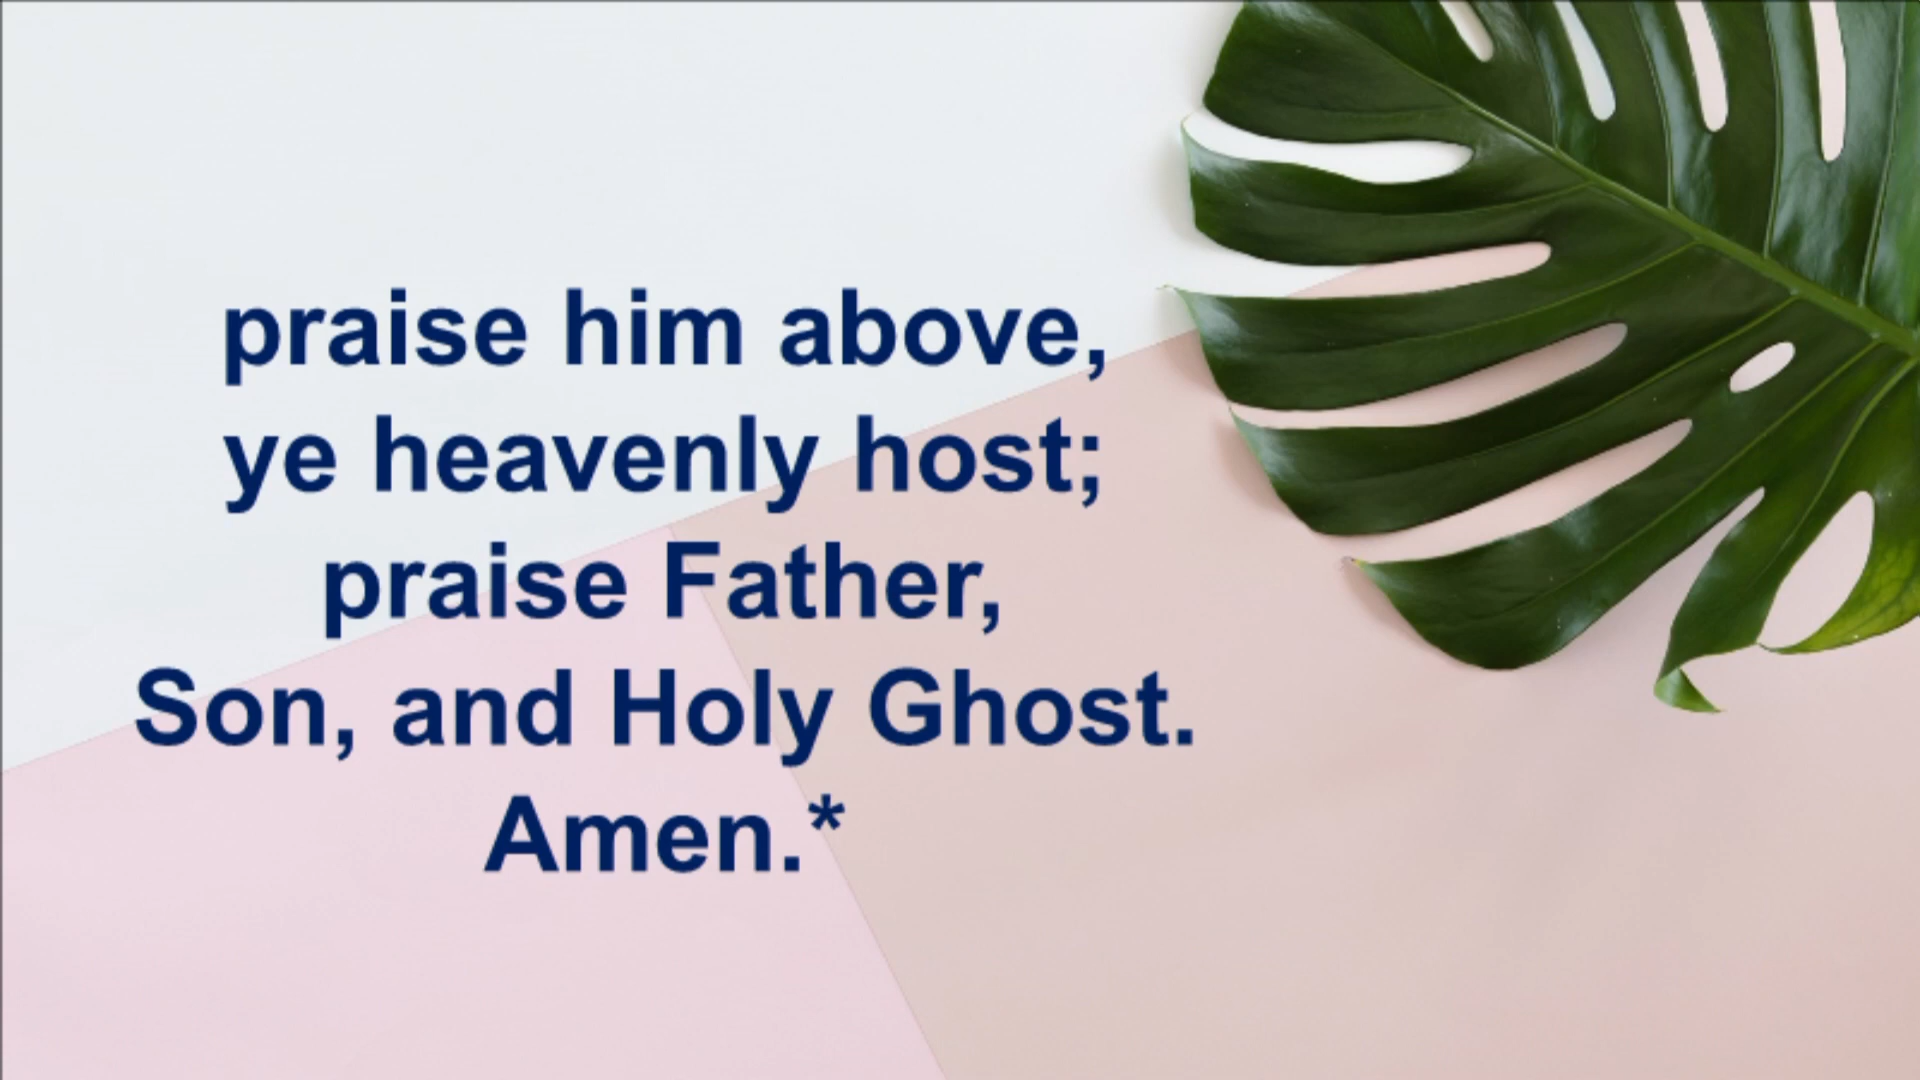 praise him above,
ye heavenly host;
praise Father,
Son, and Holy Ghost.
Amen.*